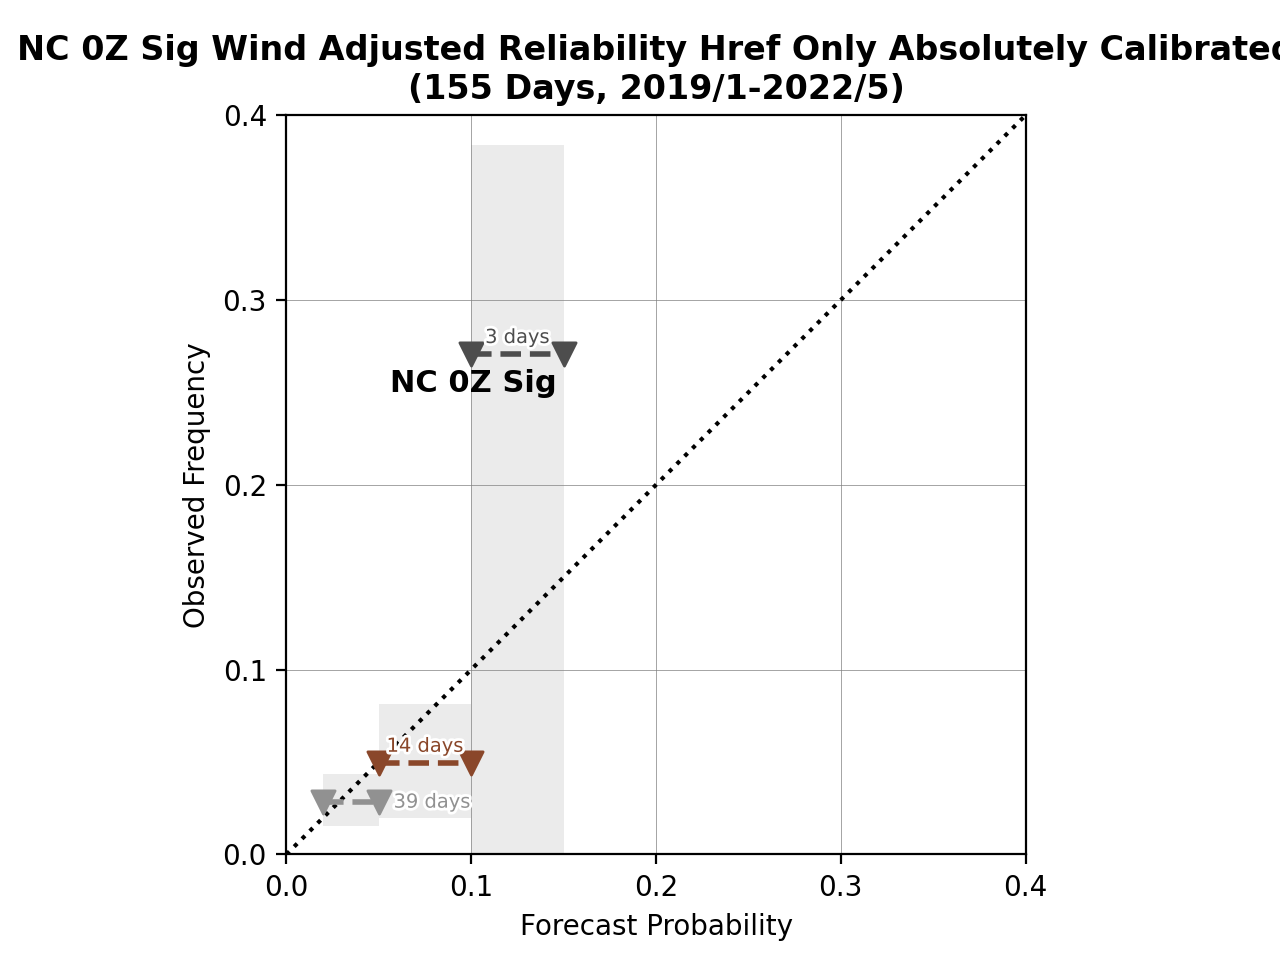 NC 0Z Sig Wind Adjusted Reliability Href Only Absolutely Calibrated
(155 Days, 2019/1-2022/5)
0.4
0.3
0.2
0.1
0.0
Observed Frequency
3 days
NC 0Z Sig
14 days
39 days
0.0 0.1 0.2 0.3 0.4
Forecast Probability